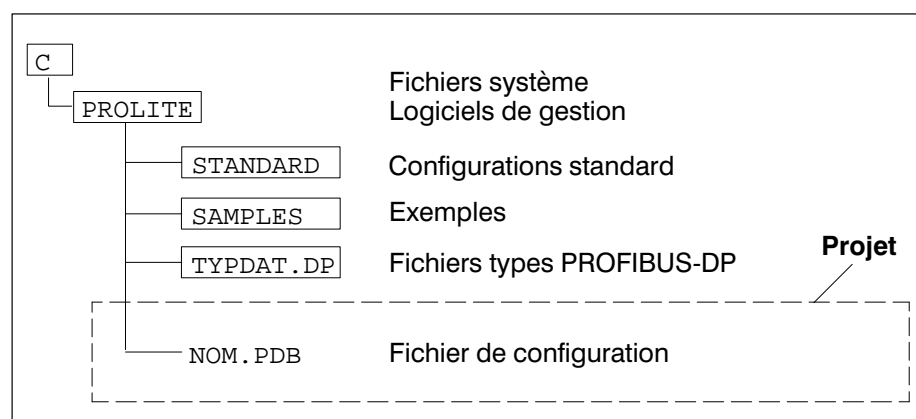 C
Fichiers système
PROLITE Logiciels de gestion
STANDARD Configurations standard
SAMPLES Exemples
TYPDAT.DP Fichiers types PROFIBUS-DP
Projet
NOM.PDB Fichier de configuration